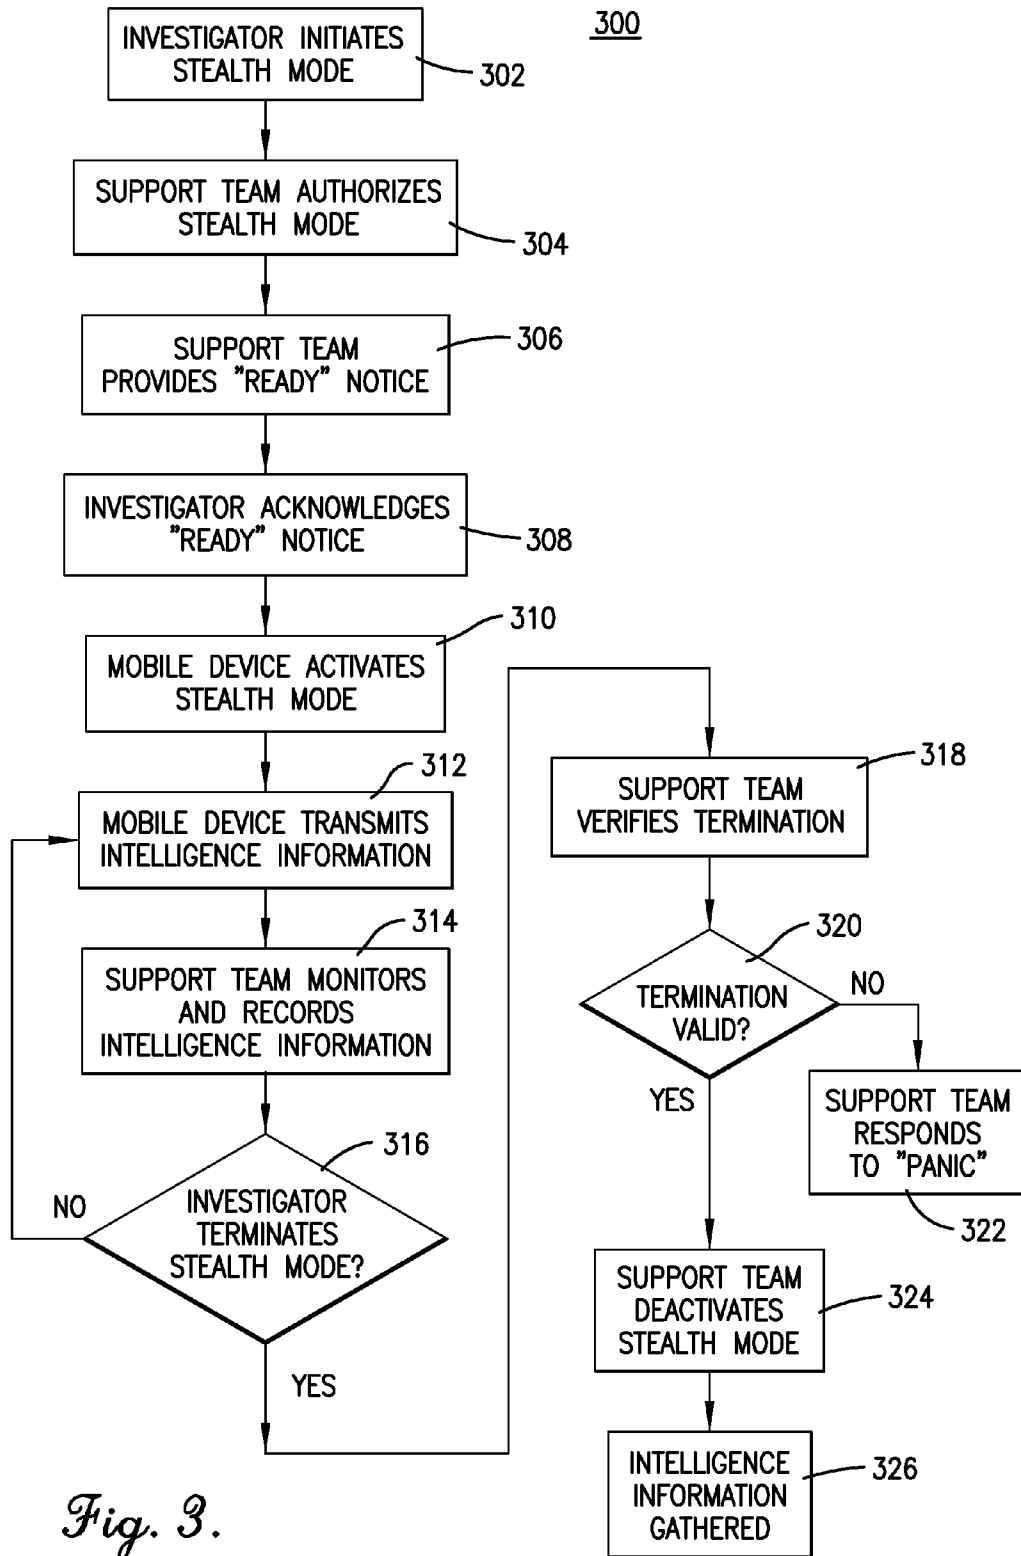 300
INVESTIGATOR INITIATES
STEALTH MODE
302
SUPPORT TEAM AUTHORIZES
STEALTH MODE
304
SUPPORT TEAM
PROVIDES "READY" NOTICE
306
INVESTIGATOR ACKNOWLEDGES
"READY" NOTICE
308
MOBILE DEVICE ACTIVATES
STEALTH MODE
310
MOBILE DEVICE TRANSMITS
INTELLIGENCE INFORMATION
312
SUPPORT TEAM MONITORS
AND RECORDS
INTELLIGENCE INFORMATION
314
INVESTIGATOR
TERMINATES
STEALTH MODE?
316
NO
YES
SUPPORT TEAM
VERIFIES TERMINATION
318
TERMINATION
VALID?
320
NO
YES
SUPPORT TEAM
RESPONDS
TO "PANIC"
322
SUPPORT TEAM
DEACTIVATES
STEALTH MODE
324
INTELLIGENCE
INFORMATION
GATHERED
326
Fig. 3.